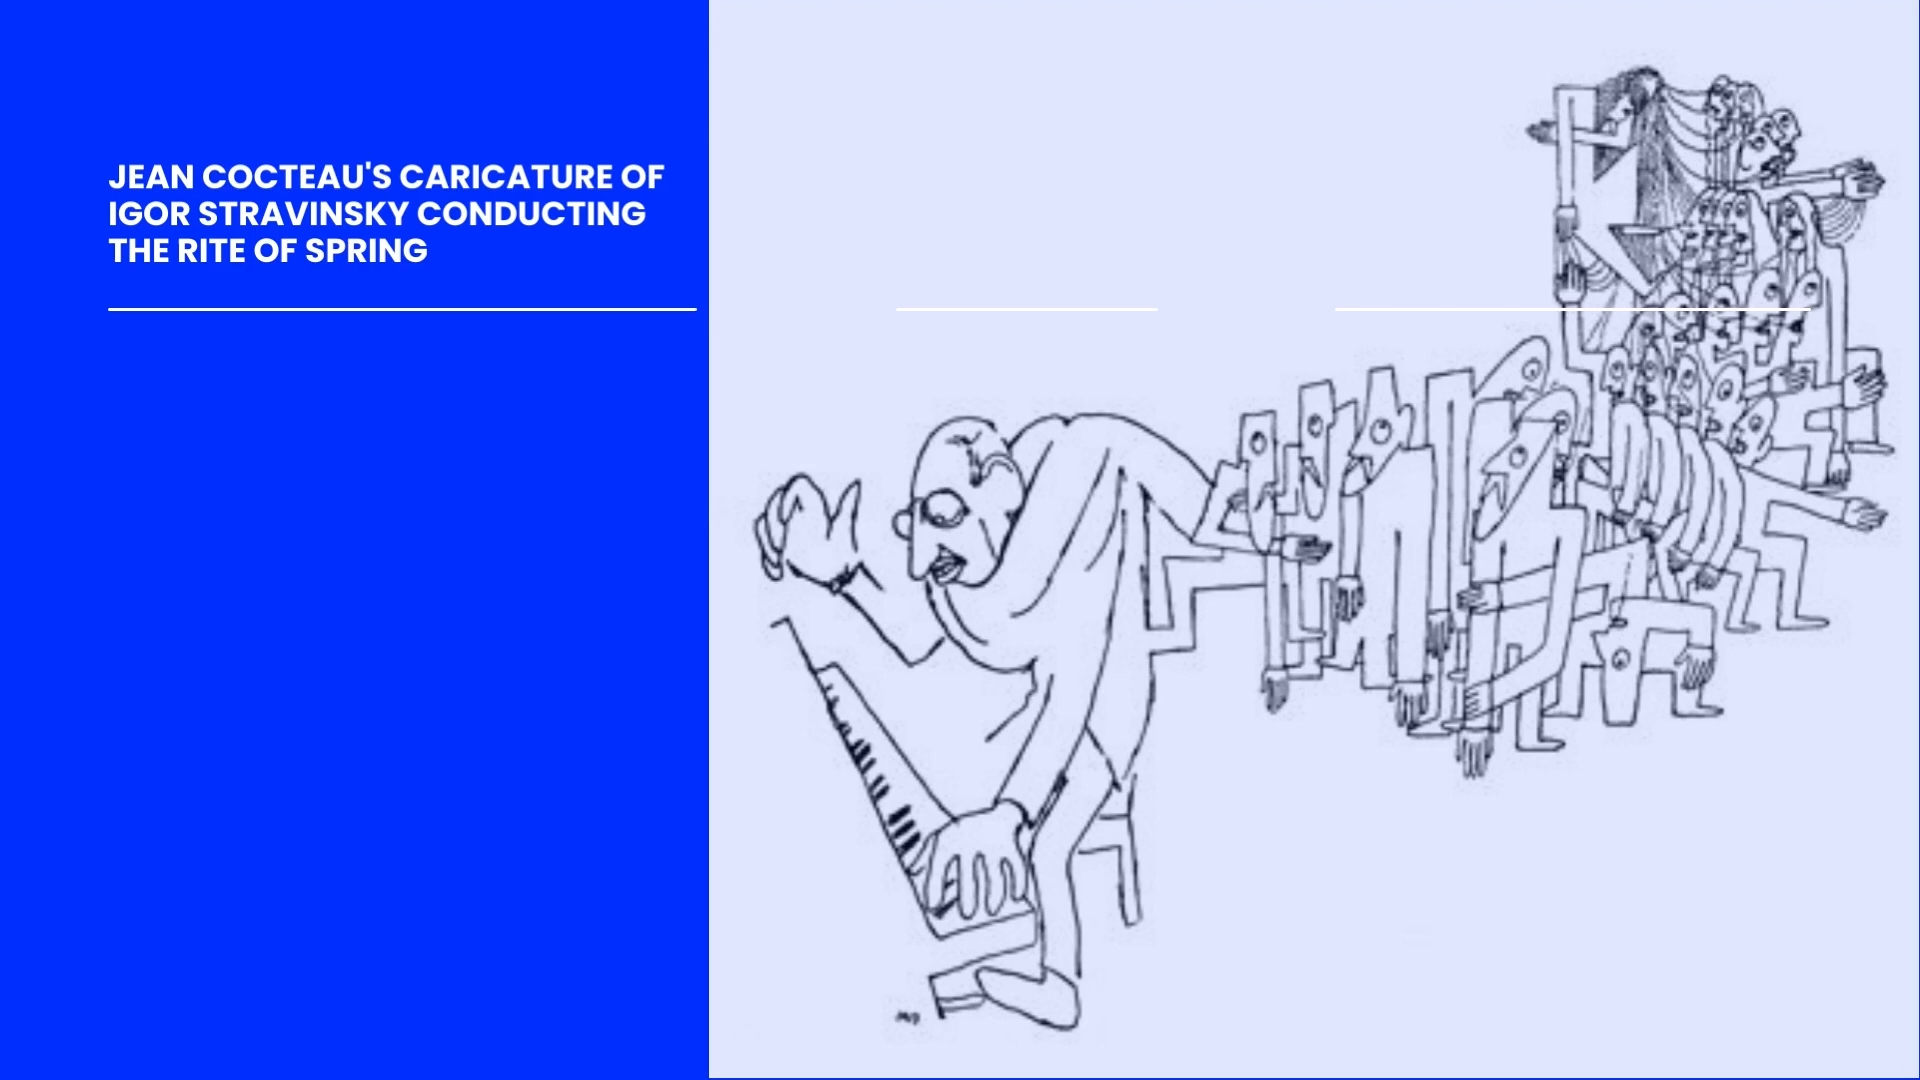 JEAN COCTEAU'S CARICATURE OF
IGOR STRAVINSKY CONDUCTING
THE RITE OF SPRING